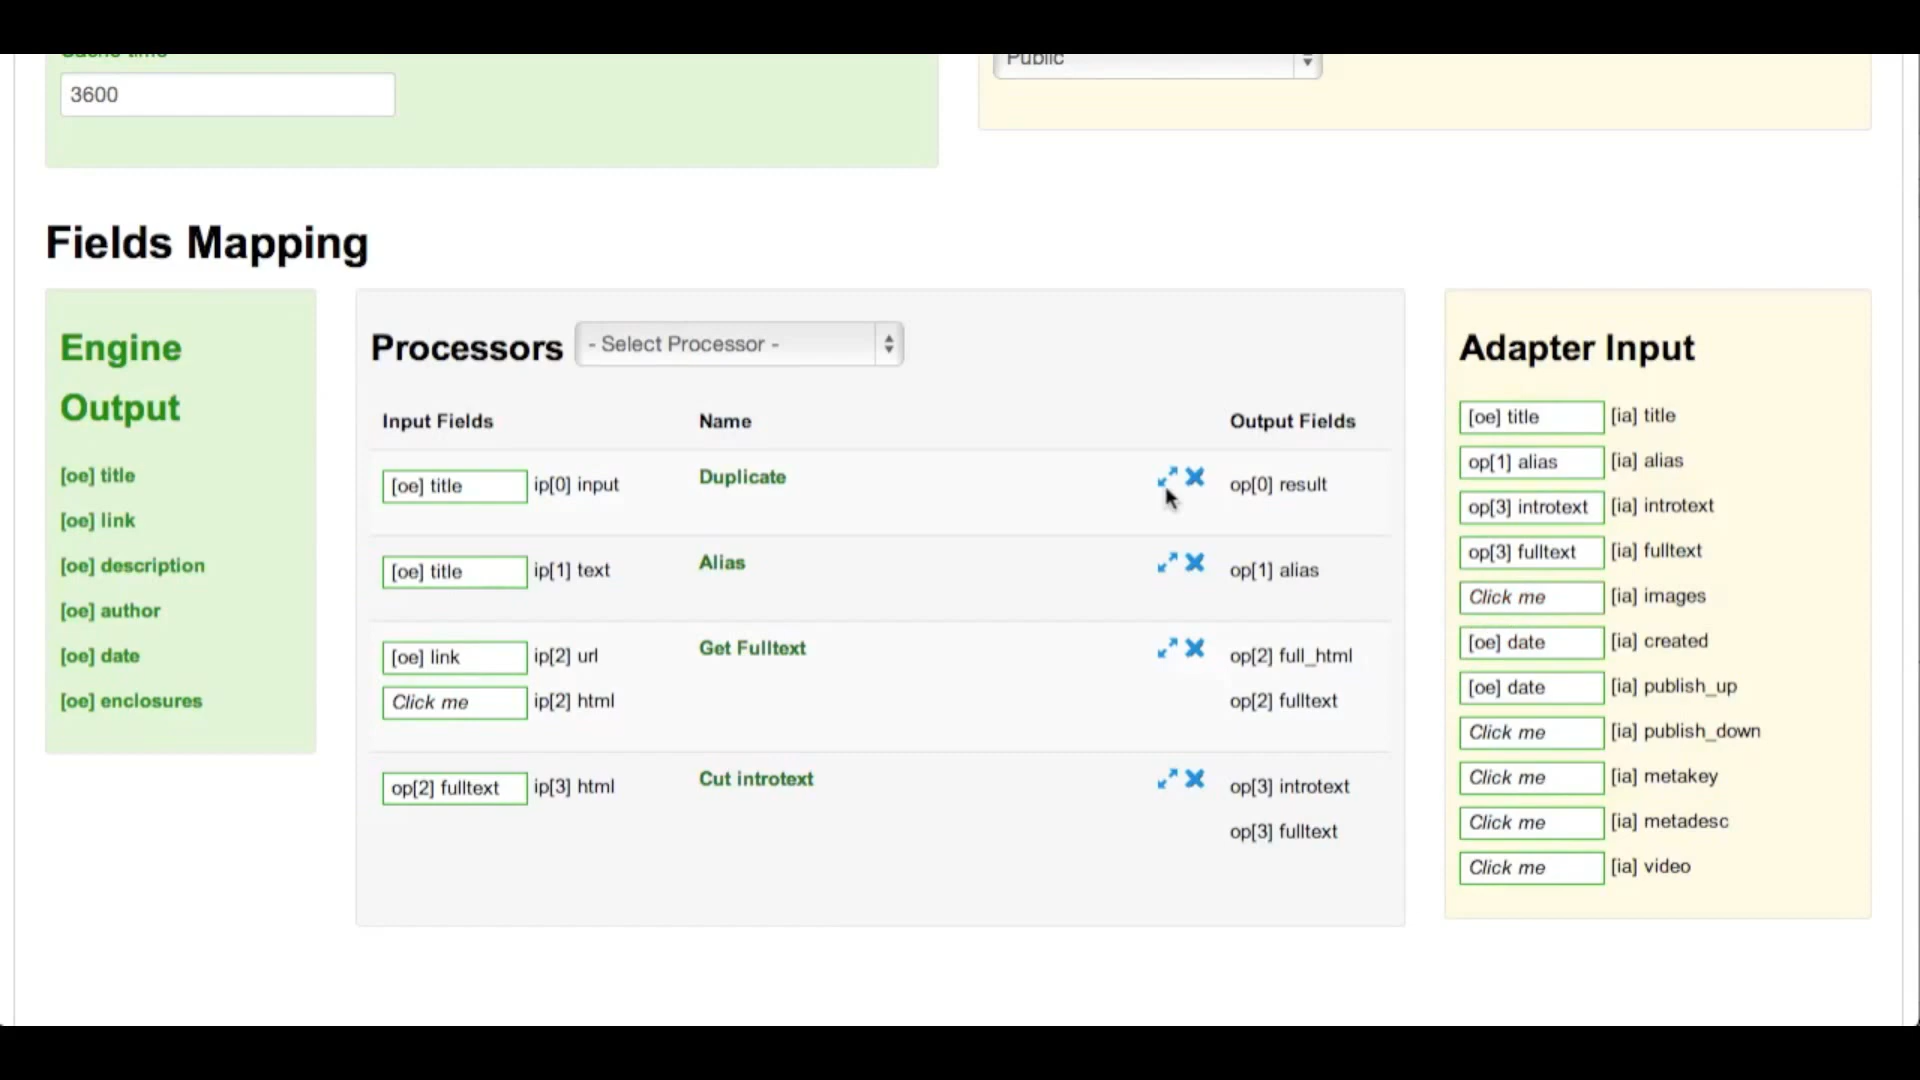 Public
3600
Fields Mapping
Engine
Output
[oe] title
[oe] link
[oe] description
[oe] author
[oe] date
[oe] enclosures
Processors - Select Processor -
Input Fields Name Output Fields
[oe] title ip[0] input Duplicate op[0] result
[oe] title ip[1] text Alias op[1] alias
[oe] link ip[2] url Get Fulltext op[2] full_html
Click me ip[2] html op[2] fulltext
op[2] fulltext ip[3] html Cut introtext op[3] introtext
op[3] fulltext
Adapter Input
[oe] title [ia] title
op[1] alias [ia] alias
op[3] introtext [ia] introtext
op[3] fulltext [ia] fulltext
Click me [ia] images
[oe] date [ia] created
[oe] date [ia] publish_up
Click me [ia] publish_down
Click me [ia] metakey
Click me [ia] metadesc
Click me [ia] video